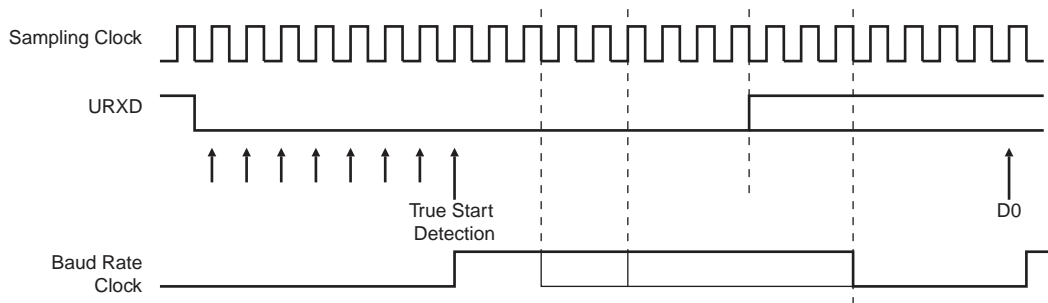 Sampling Clock
URXD
True Start
Detection
D0
Baud Rate
Clock